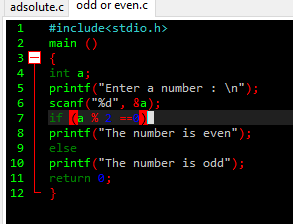 adsolute.c odd or even.c
1 #include<stdio.h>
2 main ()
3 {
4 int a;
5 printf("Enter a number : \n");
6 scanf("%d", &a);
7 if (a % 2 ==0)
8 printf("The number is even");
9 else
10 printf("The number is odd");
11 return 0;
12 }